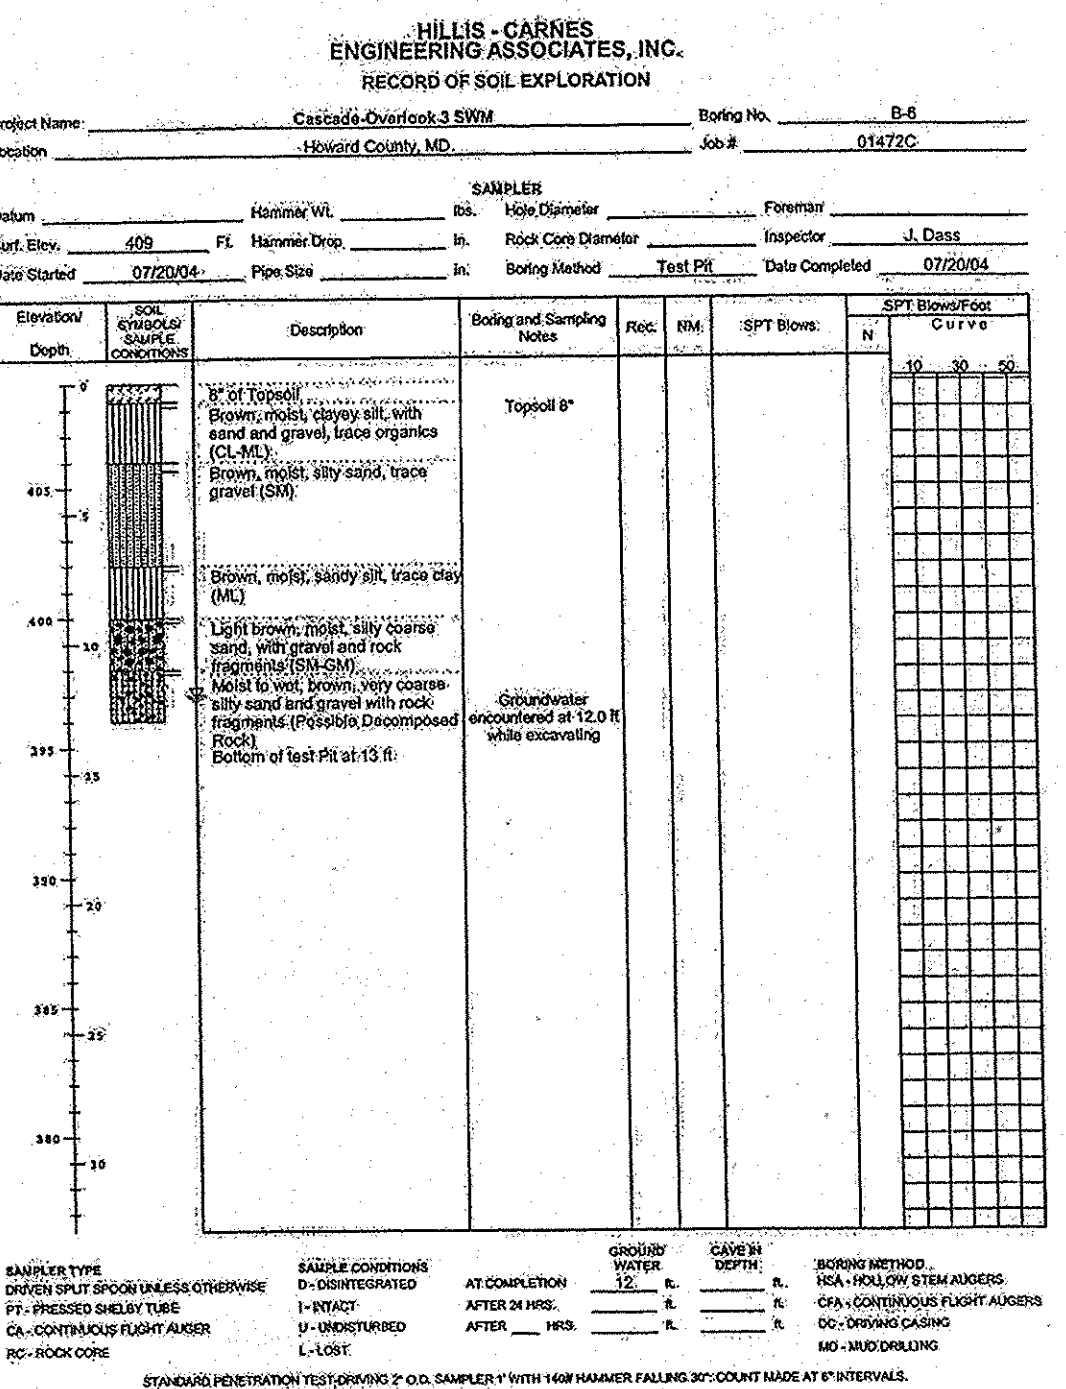 HILLIS - CARNES
ENGINEERING ASSOCIATES, INC.
RECORD OF SOIL EXPLORATION
roject Name: Cascade-Overlook 3 SWM Boring No. B-6
ocation Howard County, MD. Job # 01472C
SAMPLER
atum Hammer Wt. lbs. Hole Diameter Foreman
urf. Elev. 409 Ft. Hammer Drop in. Rock Core Diameter Inspector J. Dass
ate Started 07/20/04 Pipe Size in. Boring Method Test Pit Date Completed 07/20/04
Elevation/
Depth
SOIL
SYMBOLS/
SAMPLE
CONDITIONS
Description
Boring and Sampling
Notes
Rec.
NM.
SPT Blows
SPT Blows/Foot
N
Curve
10 30 50
0
8" of Topsoil
Topsoil 8"
Brown, moist, clayey silt, with
sand and gravel, trace organics
(CL-ML)
Brown, moist, silty sand, trace
gravel (SM)
405
5
Brown, moist, sandy silt, trace clay
(ML)
400
Light brown, moist, silty coarse
sand, with gravel and rock
fragments (SM-GM)
10
Moist to wet, brown, very coarse
silty sand and gravel with rock
fragments (Possible Decomposed
Rock)
Groundwater
encountered at 12.0 ft
while excavating
Bottom of test Pit at 13 ft.
395
15
390
20
385
25
380
30
SAMPLER TYPE
DRIVEN SPLIT SPOON UNLESS OTHERWISE
PT - PRESSED SHELBY TUBE
CA - CONTINUOUS FLIGHT AUGER
RC - ROCK CORE
SAMPLE CONDITIONS
D - DISINTEGRATED
I - INTACT
U - UNDISTURBED
L - LOST
GROUND
WATER
CAVE IN
DEPTH
AT COMPLETION 12 ft. ft.
AFTER 24 HRS. ft. ft.
AFTER ___ HRS. ft. ft.
BORING METHOD
HSA - HOLLOW STEM AUGERS
CFA - CONTINUOUS FLIGHT AUGERS
DC - DRIVING CASING
MD - MUD DRILLING
STANDARD PENETRATION TEST-DRIVING 2" O.D. SAMPLER 1' WITH 140# HAMMER FALLING 30": COUNT MADE AT 6" INTERVALS.